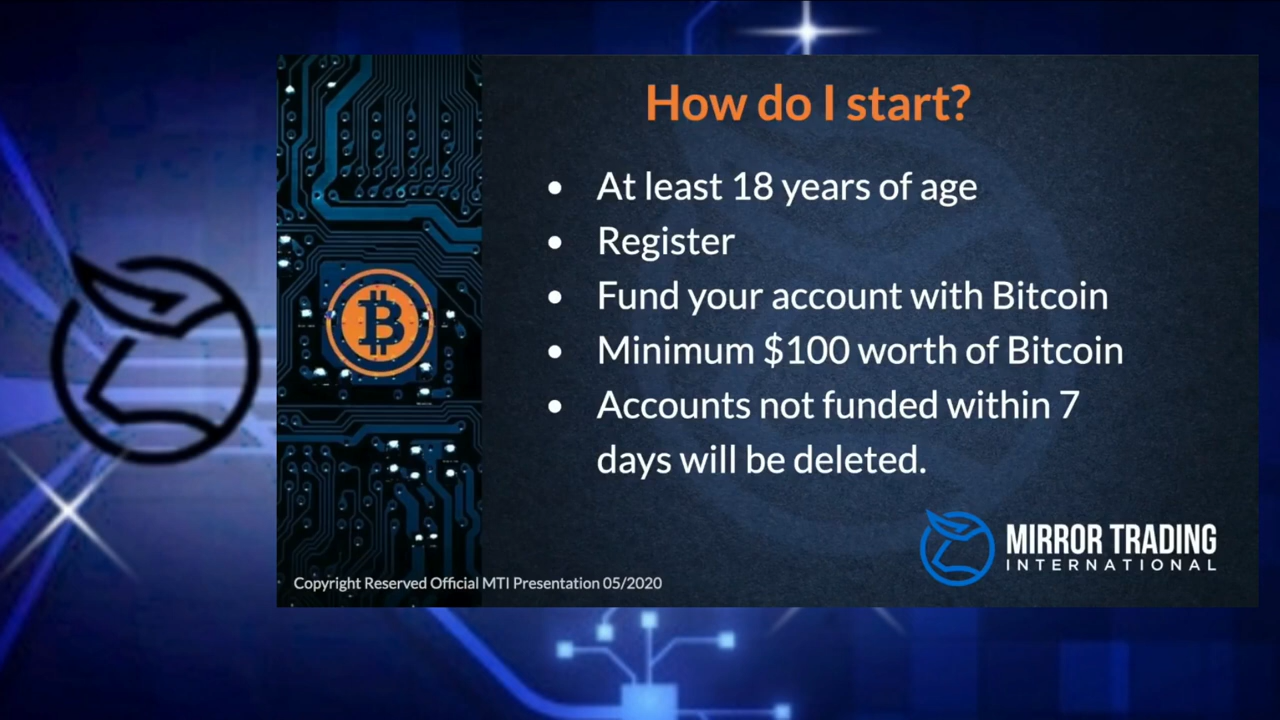 How do I start?
• At least 18 years of age
• Register
• Fund your account with Bitcoin
• Minimum $100 worth of Bitcoin
• Accounts not funded within 7
days will be deleted.
MIRROR TRADING
INTERNATIONAL
Copyright Reserved Official MTI Presentation 05/2020